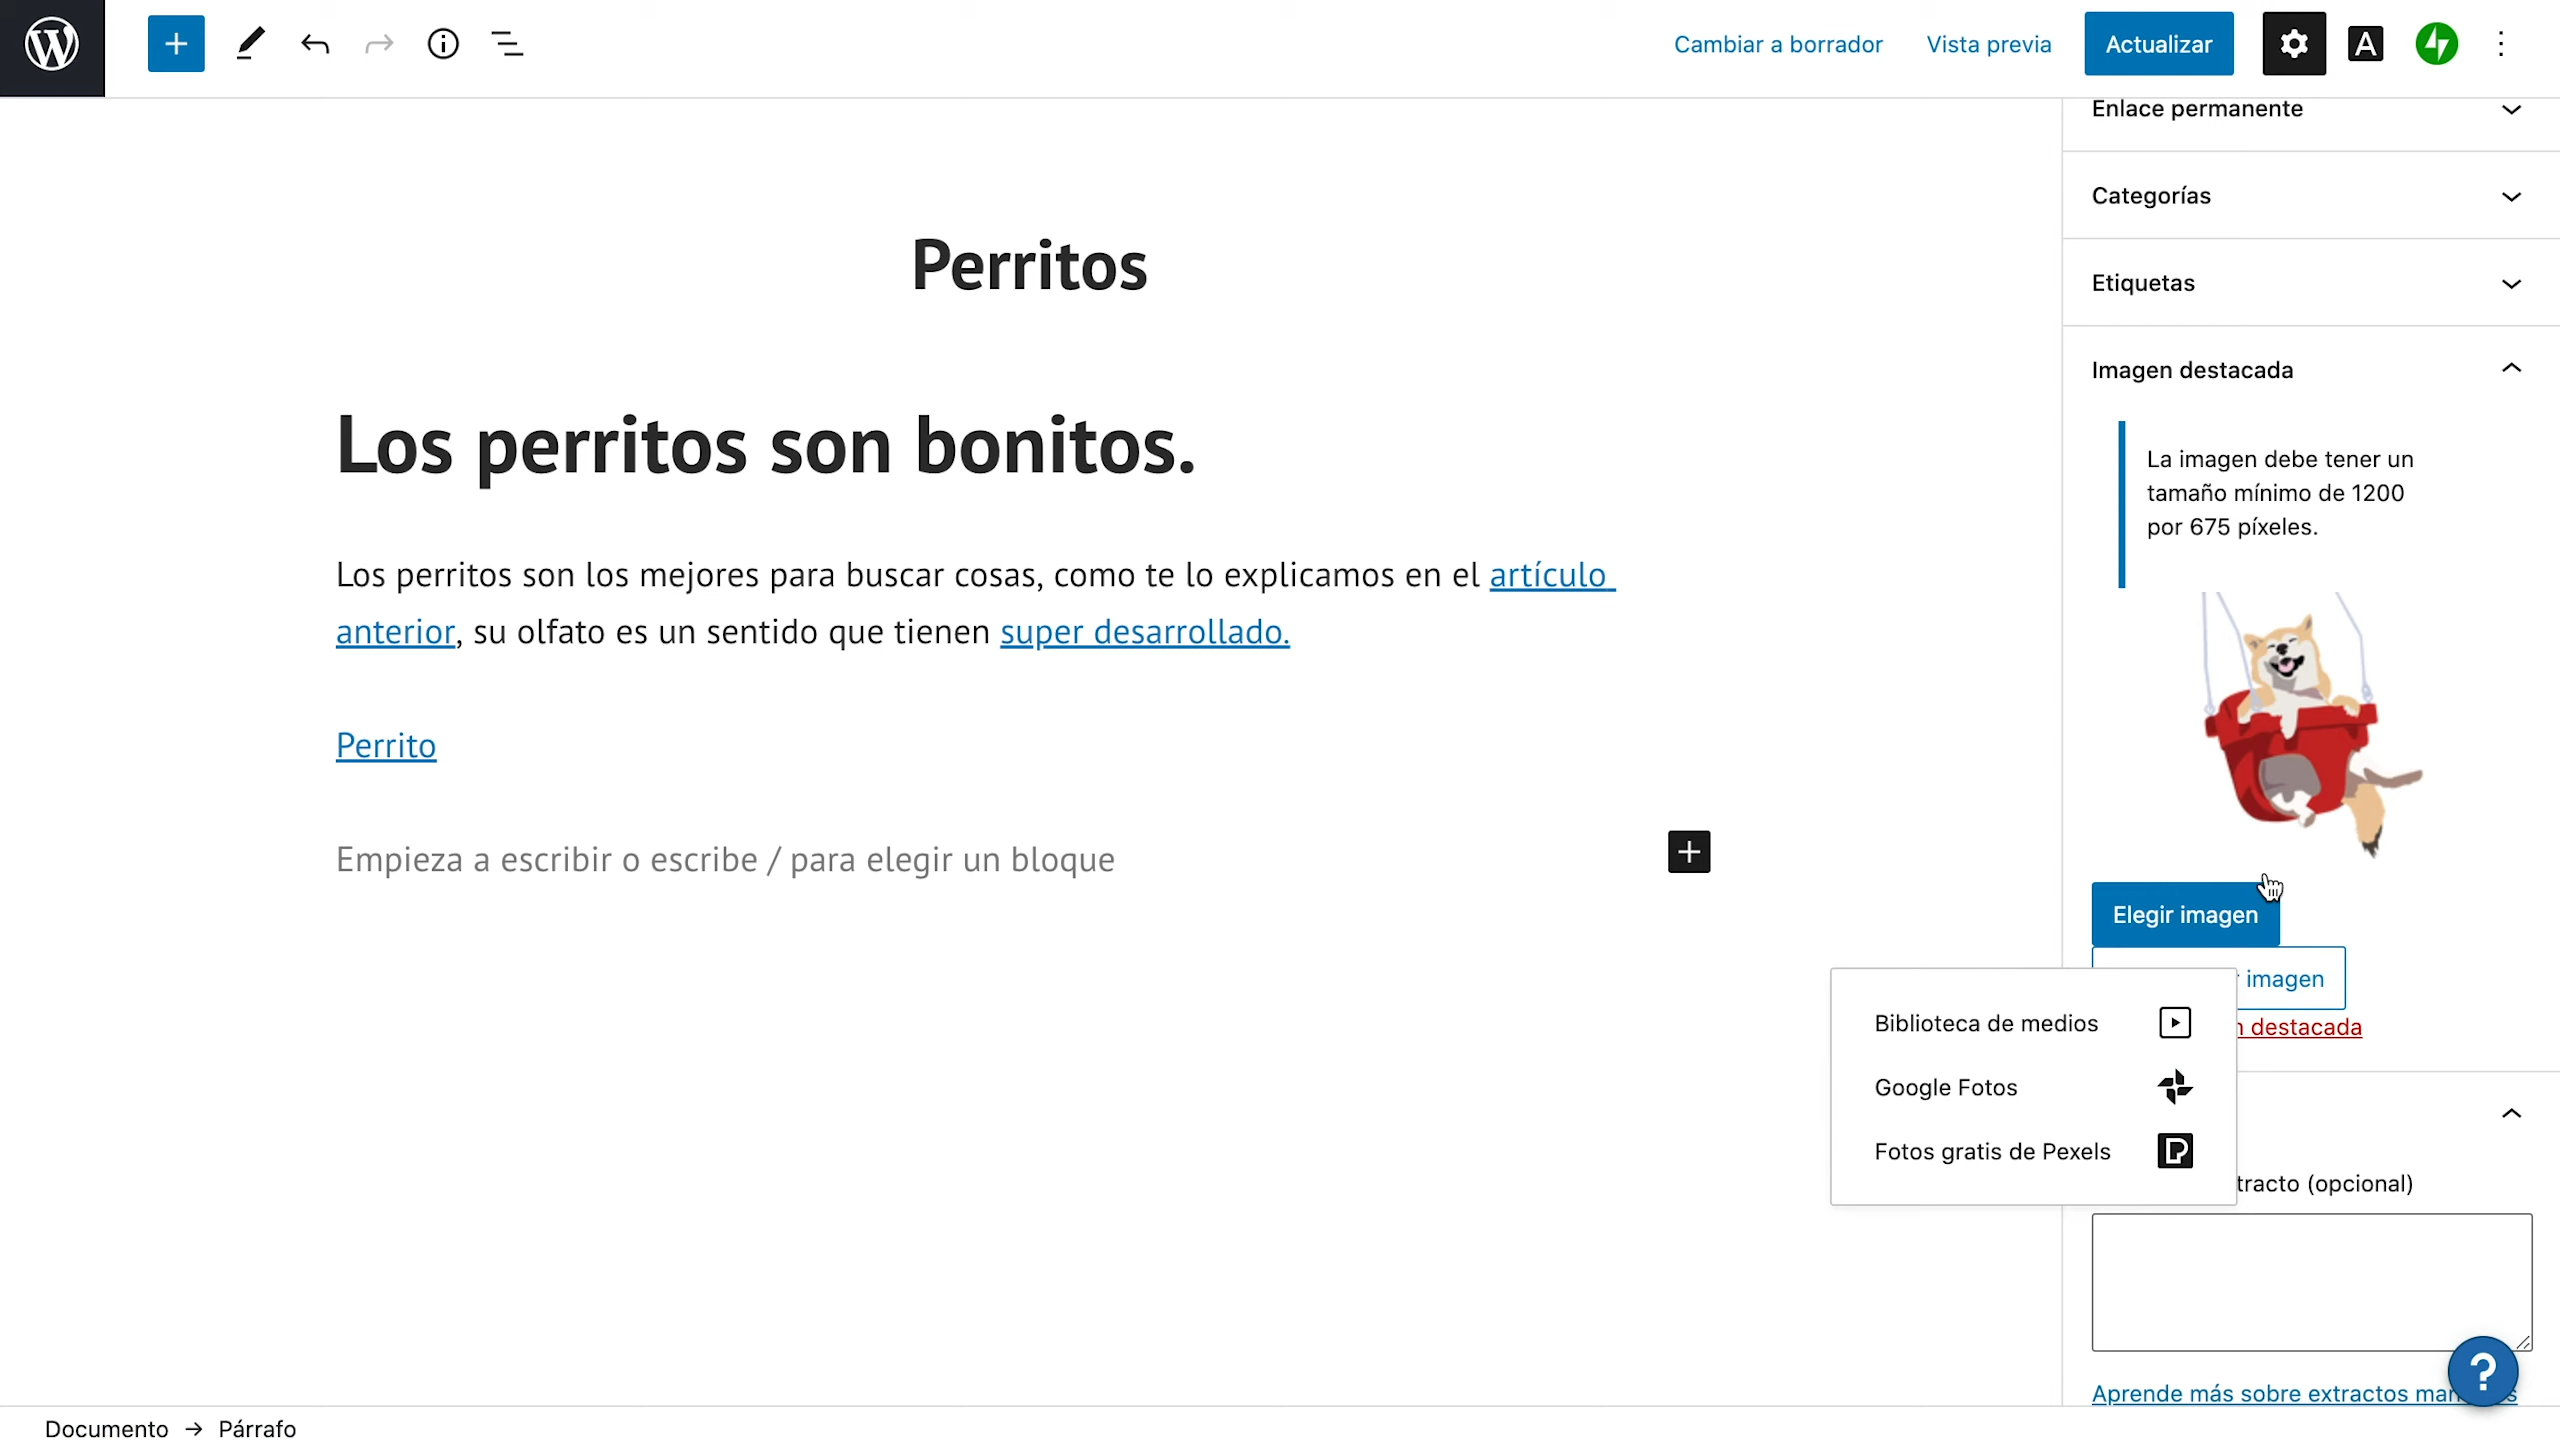 Cambiar a borrador
Vista previa
Actualizar
A
Perritos
Los perritos son bonitos.
Los perritos son los mejores para buscar cosas, como te lo explicamos en el artículo
anterior, su olfato es un sentido que tienen super desarrollado.
Perrito
Empieza a escribir o escribe / para elegir un bloque
Enlace permanente
Categorías
Etiquetas
Imagen destacada
La imagen debe tener un
tamaño mínimo de 1200
por 675 píxeles.
Elegir imagen
imagen
destacada
Biblioteca de medios
Google Fotos
Fotos gratis de Pexels
tracto (opcional)
Aprende más sobre extractos
Documento → Párrafo